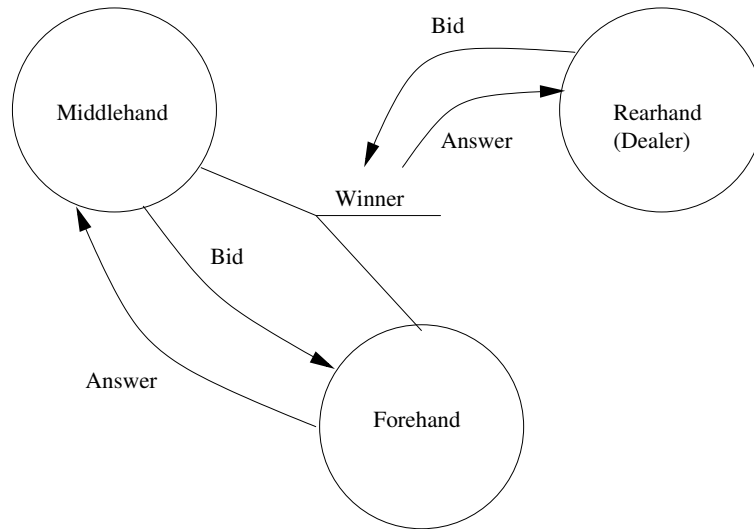 Bid
Middlehand
Rearhand
(Dealer)
Answer
Winner
Bid
Answer
Forehand